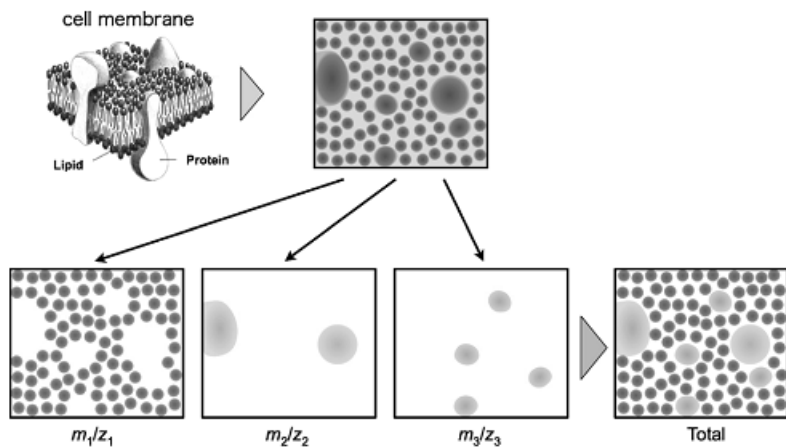 cell membrane
Lipid
Protein
m₁/z₁
m₂/z₂
m₃/z₃
Total